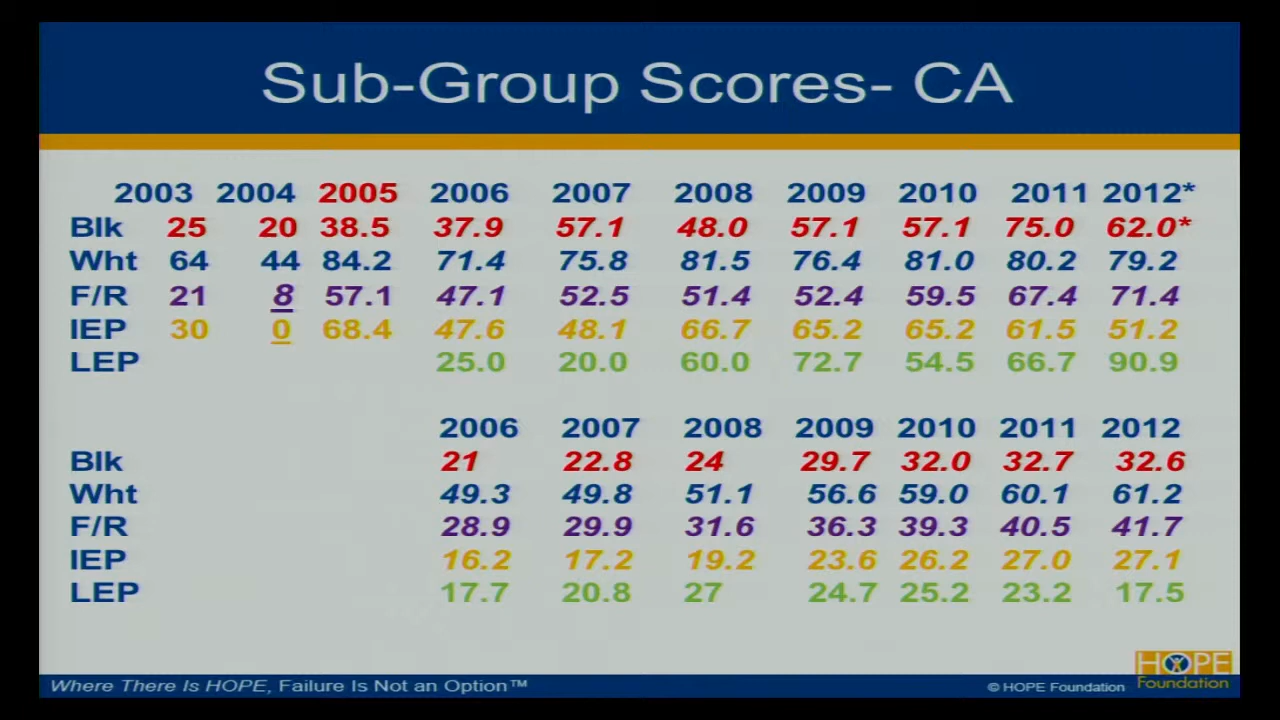 Sub-Group Scores- CA
2003 2004 2005 2006 2007 2008 2009 2010 2011 2012*
Blk 25 20 38.5 37.9 57.1 48.0 57.1 57.1 75.0 62.0*
Wht 64 44 84.2 71.4 75.8 81.5 76.4 81.0 80.2 79.2
F/R 21 8 57.1 47.1 52.5 51.4 52.4 59.5 67.4 71.4
IEP 30 0 68.4 47.6 48.1 66.7 65.2 65.2 61.5 51.2
LEP 25.0 20.0 60.0 72.7 54.5 66.7 90.9
2006 2007 2008 2009 2010 2011 2012
Blk 21 22.8 24 29.7 32.0 32.7 32.6
Wht 49.3 49.8 51.1 56.6 59.0 60.1 61.2
F/R 28.9 29.9 31.6 36.3 39.3 40.5 41.7
IEP 16.2 17.2 19.2 23.6 26.2 27.0 27.1
LEP 17.7 20.8 27 24.7 25.2 23.2 17.5
HOPE
Foundation
Where There Is HOPE, Failure Is Not an Option™
© HOPE Foundation